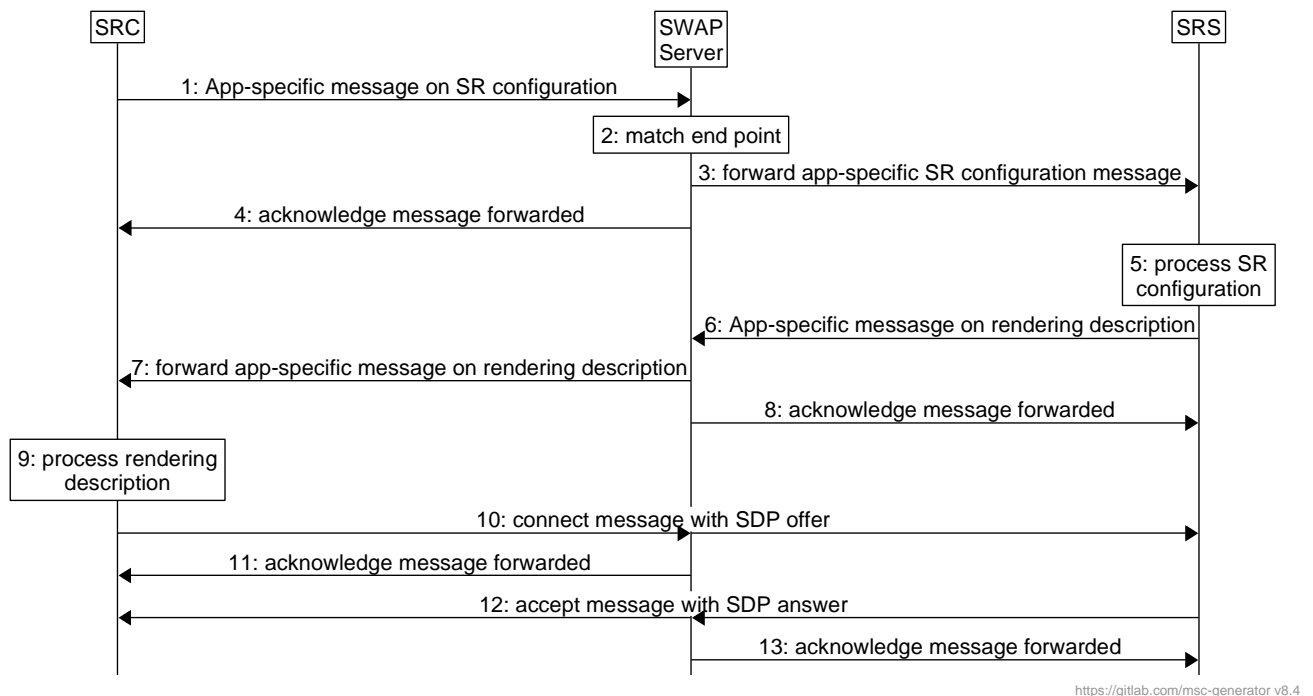 SRC
SWAP
Server
SRS
1: App-specific message on SR configuration
2: match end point
3: forward app-specific SR configuration message
4: acknowledge message forwarded
5: process SR
configuration
6: App-specific messasge on rendering description
7: forward app-specific message on rendering description
8: acknowledge message forwarded
9: process rendering
description
10: connect message with SDP offer
11: acknowledge message forwarded
12: accept message with SDP answer
13: acknowledge message forwarded
https://gitlab.com/msc-generator v8.4